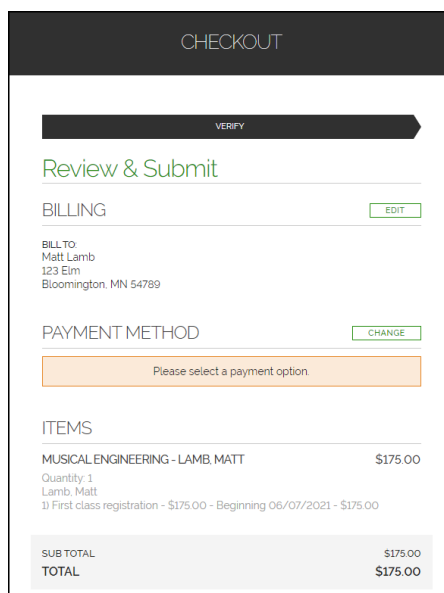 CHECKOUT
VERIFY
Review & Submit
BILLING
EDIT
BILL TO:
Matt Lamb
123 Elm
Bloomington, MN 54789
PAYMENT METHOD
CHANGE
Please select a payment option.
ITEMS
MUSICAL ENGINEERING - LAMB, MATT $175.00
Quantity: 1
Lamb, Matt
1) First class registration - $175.00 - Beginning 06/07/2021 - $175.00
SUB TOTAL $175.00
TOTAL $175.00